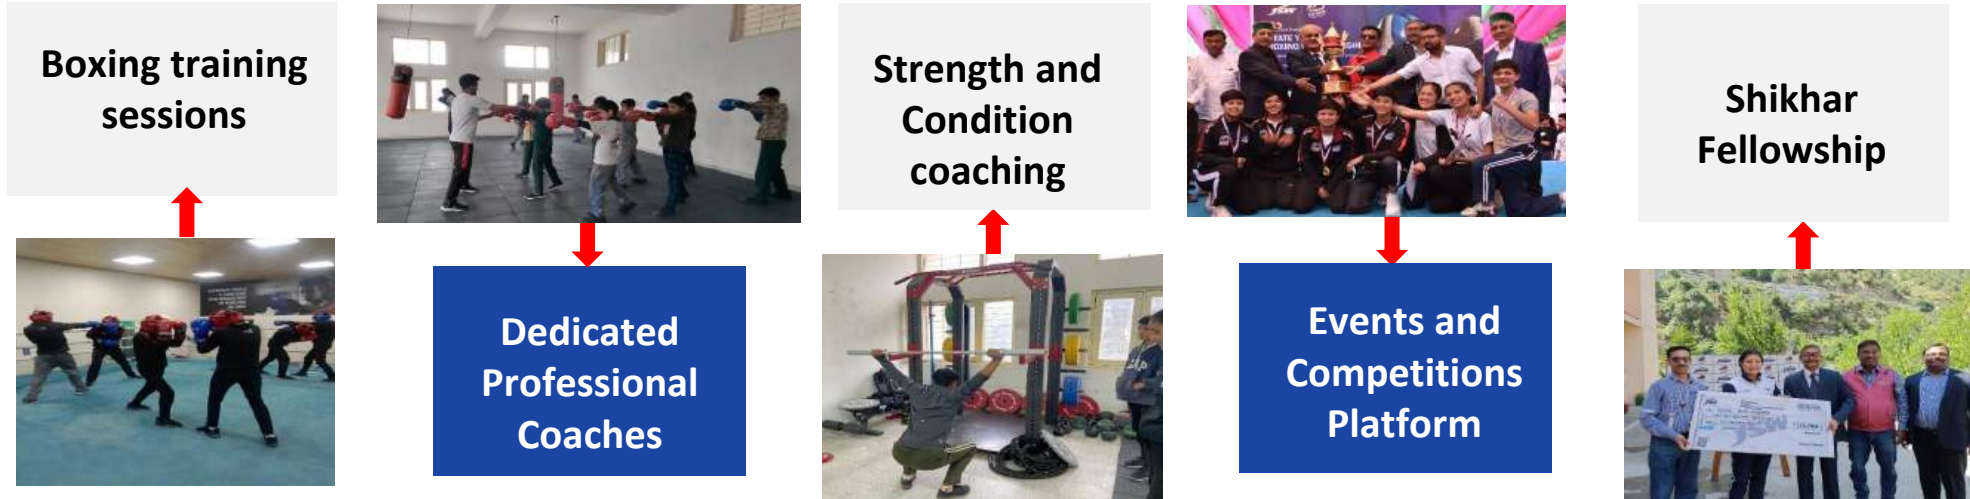 Boxing training
sessions
Dedicated
Professional
Coaches
Strength and
Condition
coaching
Events and
Competitions
Platform
Shikhar
Fellowship